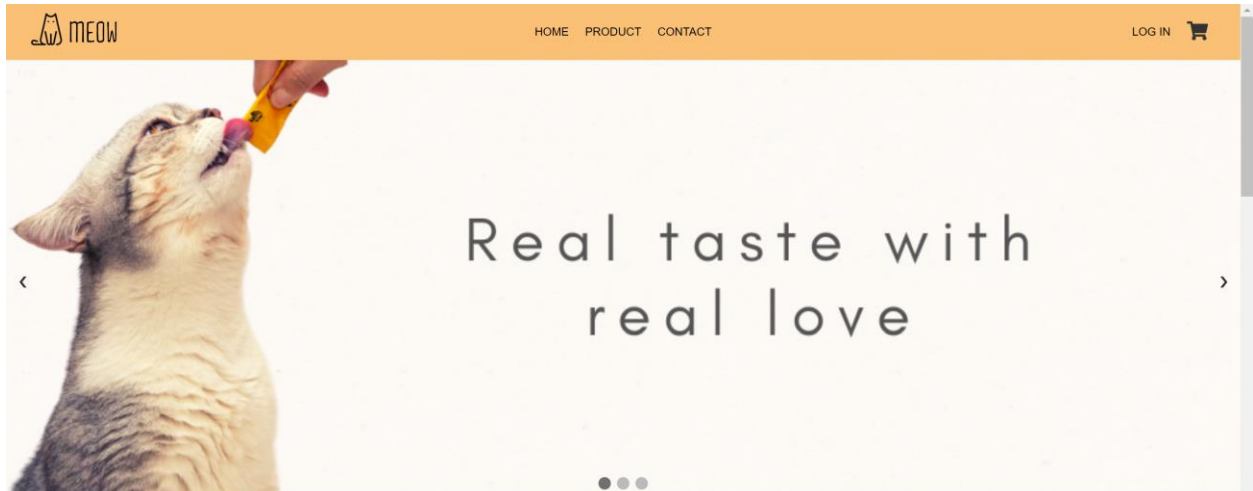 MEOW
HOME PRODUCT CONTACT
LOG IN
Real taste with
real love